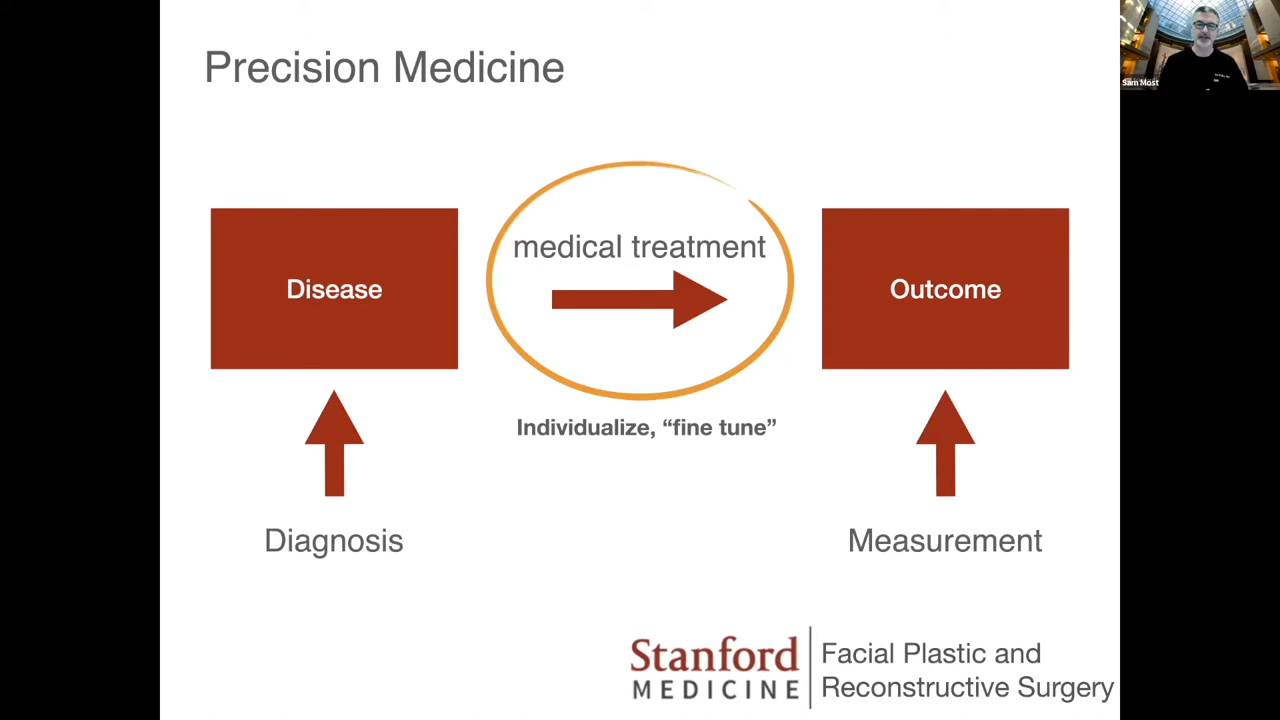 Precision Medicine
Sam Most
medical treatment
Disease
Outcome
Individualize, “fine tune”
Diagnosis
Measurement
Stanford
MEDICINE
Facial Plastic and
Reconstructive Surgery